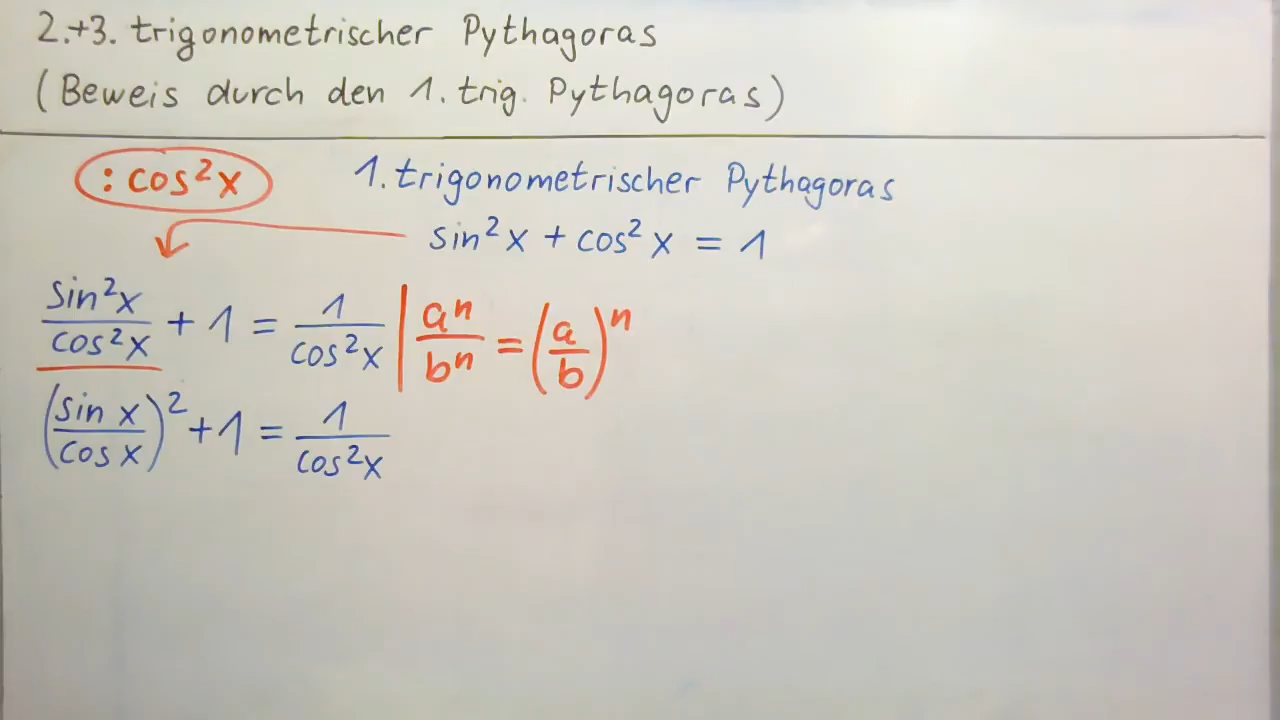 2.+3. trigonometrischer Pythagoras
(Beweis durch den 1. trig. Pythagoras)
: cos²x
1. trigonometrischer Pythagoras
sin²x + cos²x = 1
sin²x/cos²x + 1 = 1/cos²x | aⁿ/bⁿ = (a/b)ⁿ
(sin x/cos x)² + 1 = 1/cos²x